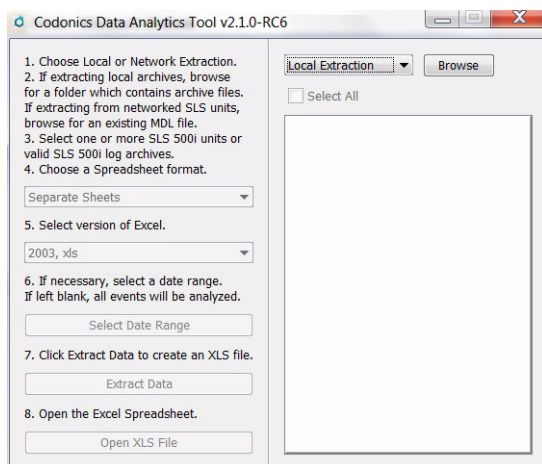 Codonics Data Analytics Tool v2.1.0-RC6
1. Choose Local or Network Extraction.
2. If extracting local archives, browse
for a folder which contains archive files.
If extracting from networked SLS units,
browse for an existing MDL file.
3. Select one or more SLS 500i units or
valid SLS 500i log archives.
4. Choose a Spreadsheet format.
Separate Sheets
5. Select version of Excel.
2003, xls
6. If necessary, select a date range.
If left blank, all events will be analyzed.
Select Date Range
7. Click Extract Data to create an XLS file.
Extract Data
8. Open the Excel Spreadsheet.
Open XLS File
Local Extraction
Browse
Select All